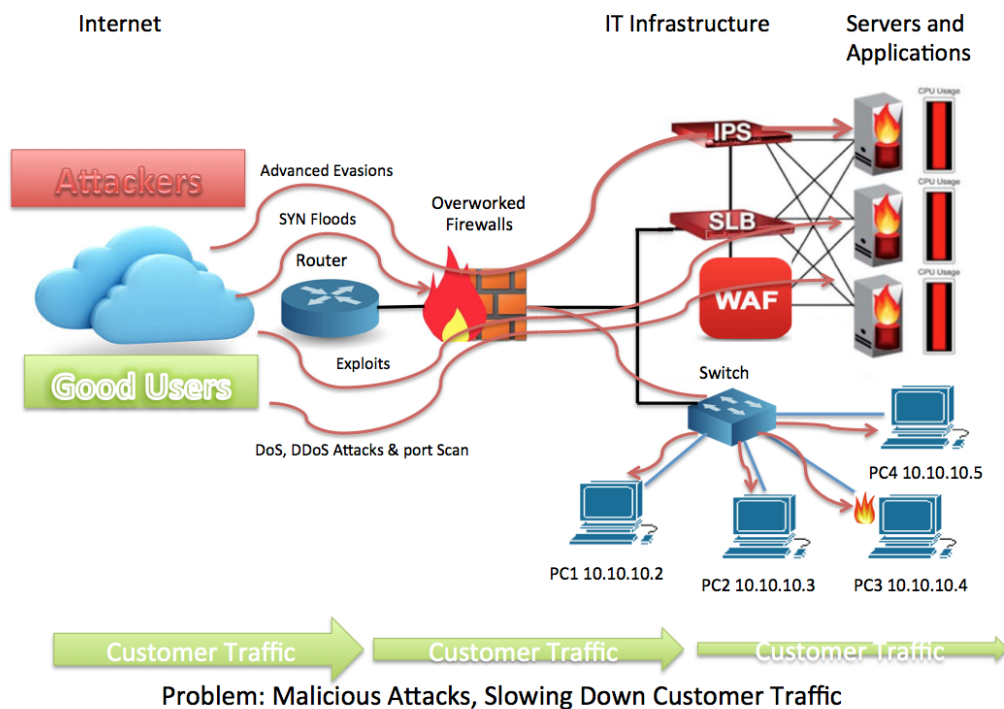 Internet
IT Infrastructure
Servers and
Applications
CPU Usage
IPS
Attackers
Advanced Evasions
Overworked
Firewalls
SYN Floods
CPU Usage
SLB
Router
CPU Usage
WAF
Exploits
Switch
Good Users
DoS, DDoS Attacks & port Scan
PC4 10.10.10.5
PC1 10.10.10.2
PC2 10.10.10.3
PC3 10.10.10.4
Customer Traffic
Customer Traffic
Customer Traffic
Problem: Malicious Attacks, Slowing Down Customer Traffic